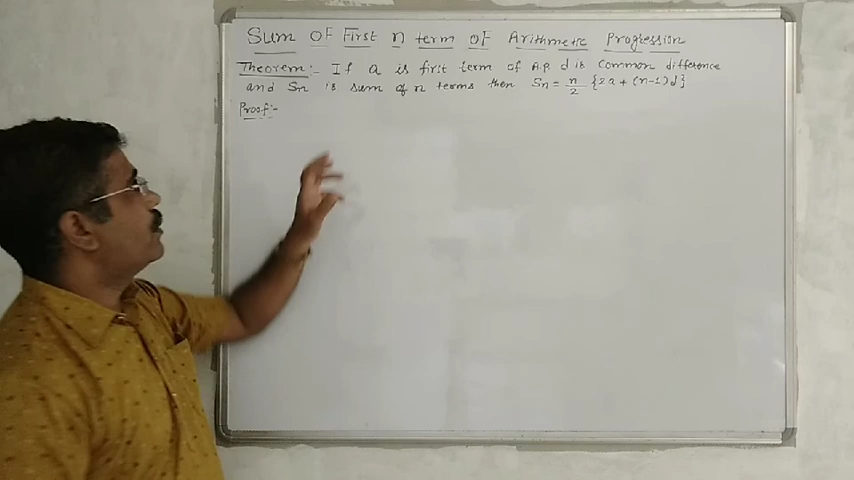 Sum OF First n term OF Arithmetic Progression
Theorem:- If a is first term of A.P. d is common difference
and Sn is sum of n terms then Sn = n/2 {2a + (n-1)d}
Proof:-